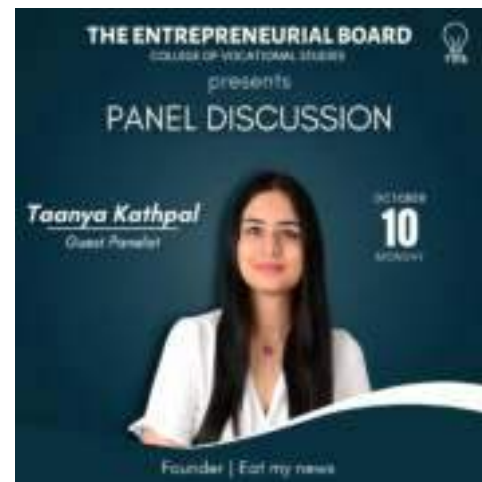 THE ENTREPRENEURIAL BOARD
COLLEGE OF VOCATIONAL STUDIES
presents
PANEL DISCUSSION
Taanya Kathpal
Guest Panelist
OCTOBER
10
MONDAY
Founder | Eat my news